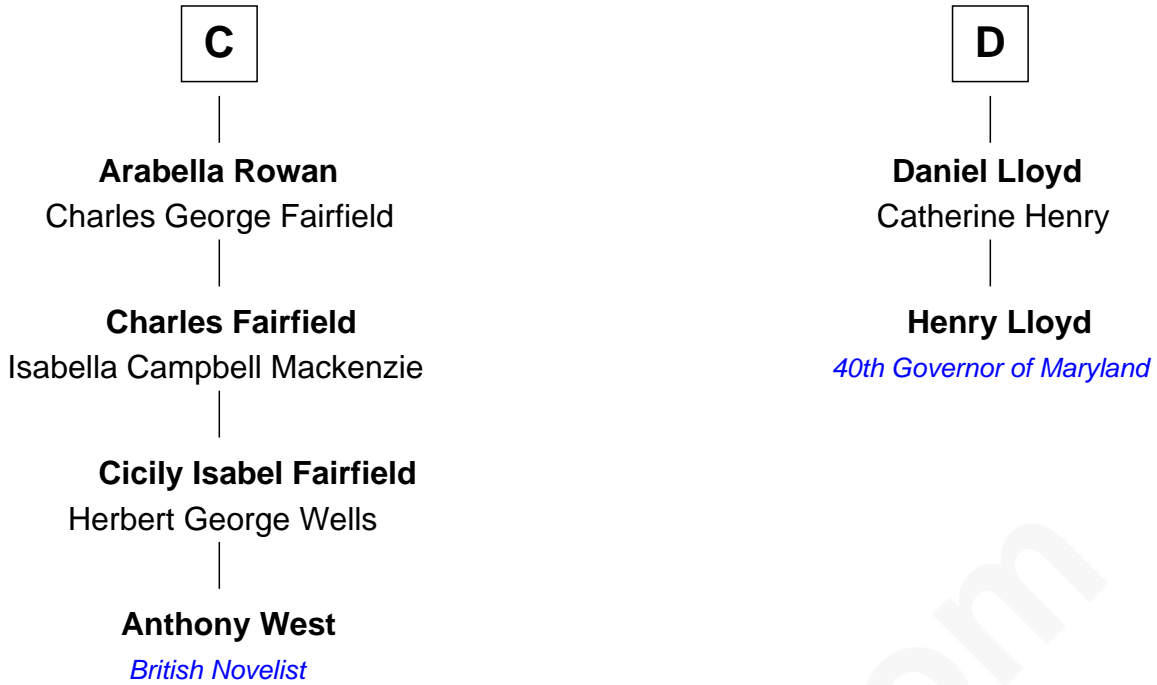 C
Arabella Rowan
Charles George Fairfield
Charles Fairfield
Isabella Campbell Mackenzie
Cicily Isabel Fairfield
Herbert George Wells
Anthony West
British Novelist
D
Daniel Lloyd
Catherine Henry
Henry Lloyd
40th Governor of Maryland
om